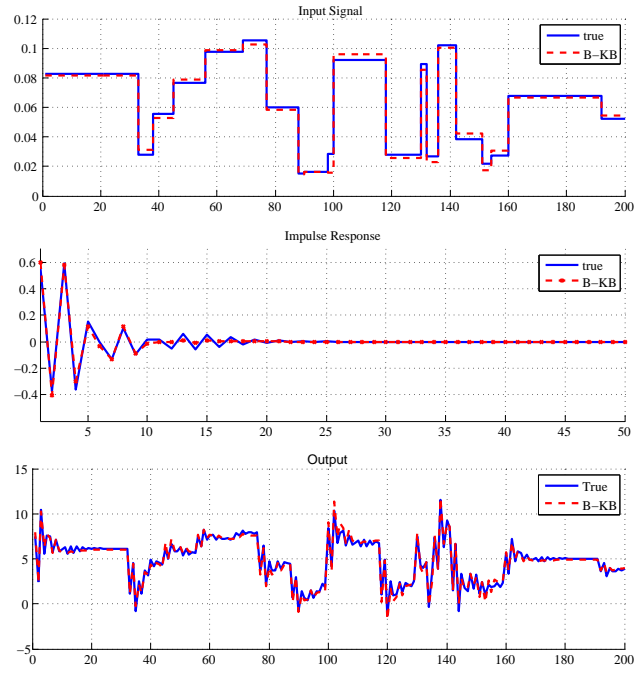 Input Signal
0.12
0.1
0.08
0.06
0.04
0.02
0
true
B−KB
0 20 40 60 80 100 120 140 160 180 200
Impulse Response
0.6
0.4
0.2
0
−0.2
−0.4
true
B−KB
5 10 15 20 25 30 35 40 45 50
Output
15
10
5
0
−5
True
B−KB
0 20 40 60 80 100 120 140 160 180 200